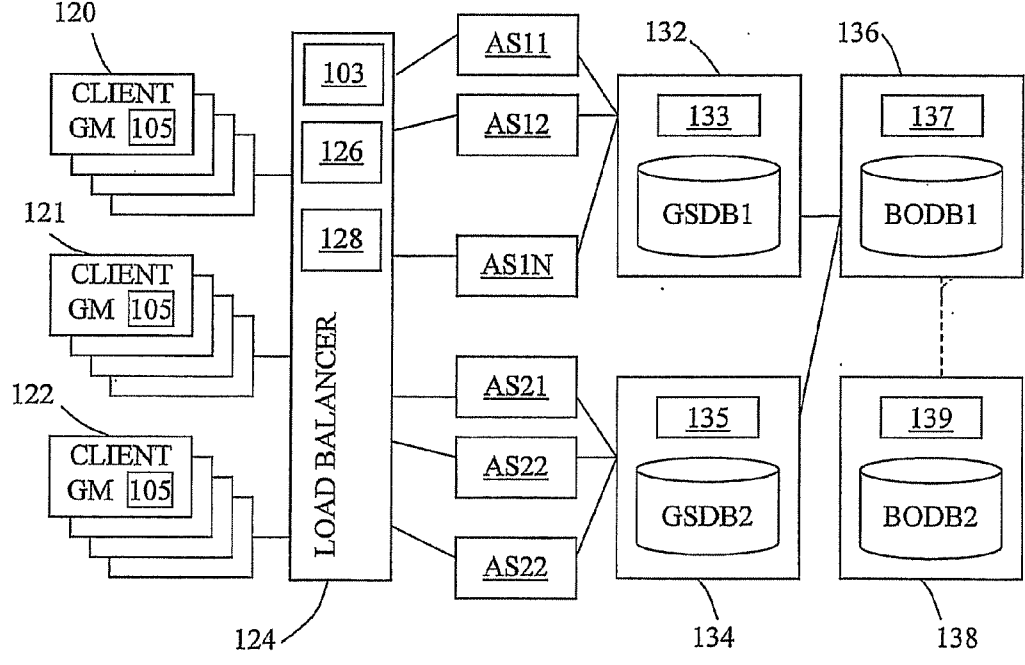 120
CLIENT
GM 105
121
CLIENT
GM 105
122
CLIENT
GM 105
103
126
128
LOAD BALANCER
124
AS11
AS12
AS1N
AS21
AS22
AS22
132
133
GSDB1
135
GSDB2
134
136
137
BODB1
139
BODB2
138